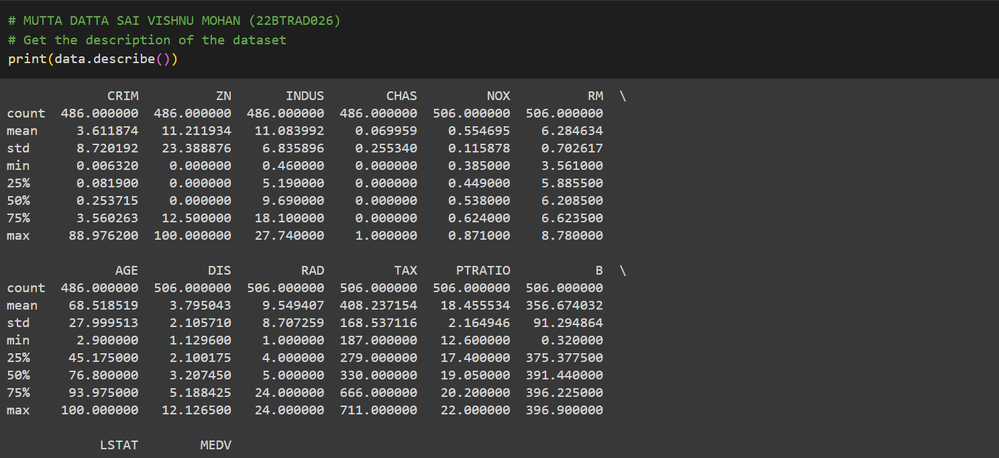 # MUTTA DATTA SAI VISHNU MOHAN (22BTRAD026)
# Get the description of the dataset
print(data.describe())
             CRIM          ZN       INDUS        CHAS         NOX          RM  \
count  486.000000  486.000000  486.000000  486.000000  506.000000  506.000000
mean     3.611874   11.211934   11.083992    0.069959    0.554695    6.284634
std      8.720192   23.388876    6.835896    0.255340    0.115878    0.702617
min      0.006320    0.000000    0.460000    0.000000    0.385000    3.561000
25%      0.081900    0.000000    5.190000    0.000000    0.449000    5.885500
50%      0.253715    0.000000    9.690000    0.000000    0.538000    6.208500
75%      3.560263   12.500000   18.100000    0.000000    0.624000    6.623500
max     88.976200  100.000000   27.740000    1.000000    0.871000    8.780000
              AGE         DIS         RAD         TAX     PTRATIO           B  \
count  486.000000  506.000000  506.000000  506.000000  506.000000  506.000000
mean    68.518519    3.795043    9.549407  408.237154   18.455534  356.674032
std     27.999513    2.105710    8.707259  168.537116    2.164946   91.294864
min      2.900000    1.129600    1.000000  187.000000   12.600000    0.320000
25%     45.175000    2.100175    4.000000  279.000000   17.400000  375.377500
50%     76.800000    3.207450    5.000000  330.000000   19.050000  391.440000
75%     93.975000    5.188425   24.000000  666.000000   20.200000  396.225000
max    100.000000   12.126500   24.000000  711.000000   22.000000  396.900000
            LSTAT        MEDV